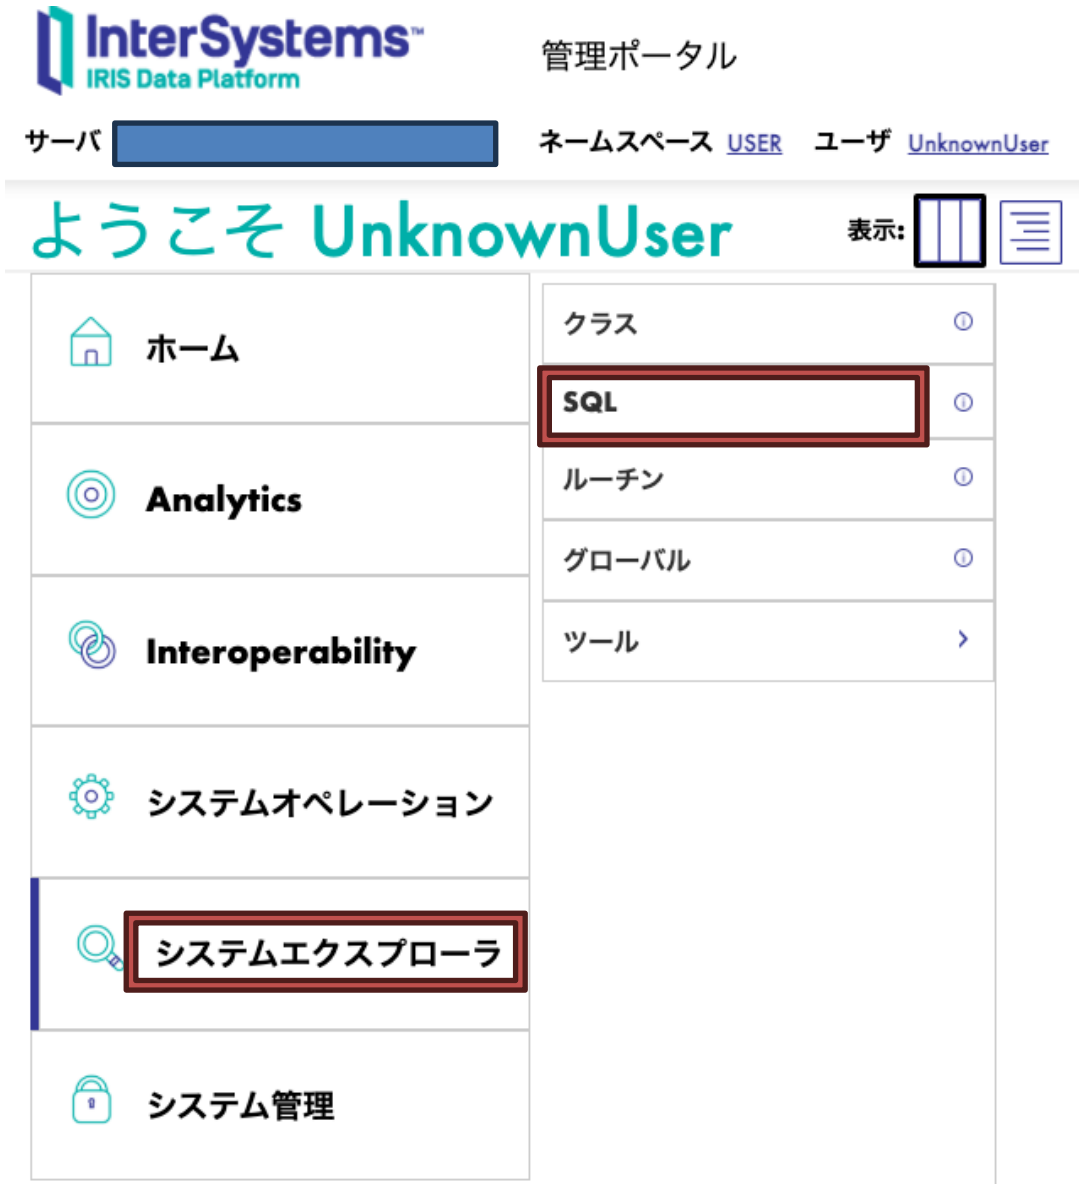 InterSystems™
IRIS Data Platform
管理ポータル
サーバ
ネームスペース USER ユーザ UnknownUser
ようこそ UnknownUser
表示:
ホーム
Analytics
Interoperability
システムオペレーション
システムエクスプローラ
システム管理
クラス
SQL
ルーチン
グローバル
ツール